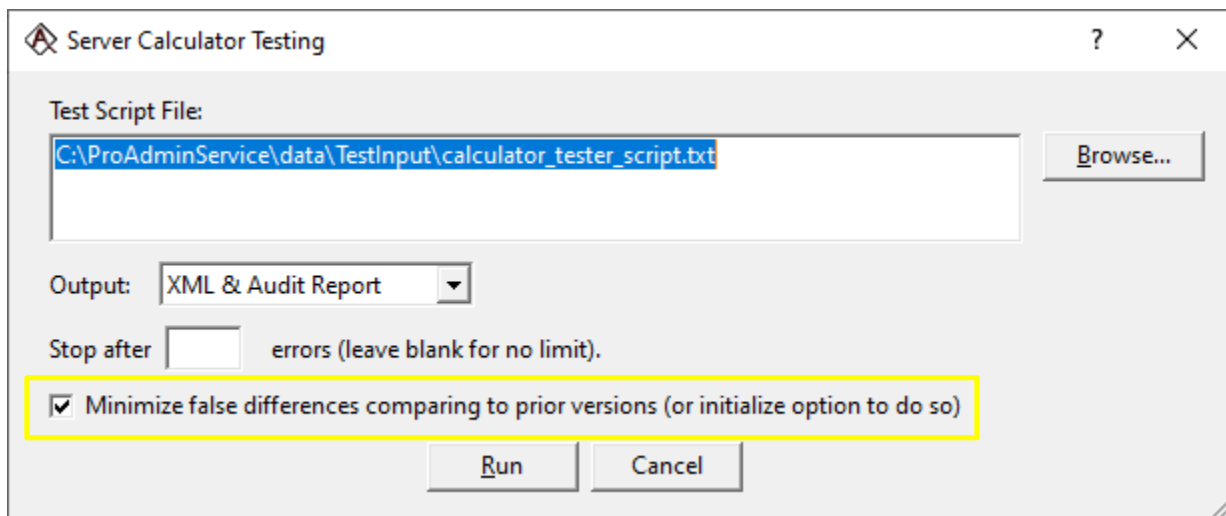 Server Calculator Testing
?
Test Script File:
C:\ProAdminService\data\TestInput\calculator_tester_script.txt
Browse...
Output: XML & Audit Report
Stop after errors (leave blank for no limit).
Minimize false differences comparing to prior versions (or initialize option to do so)
Run Cancel